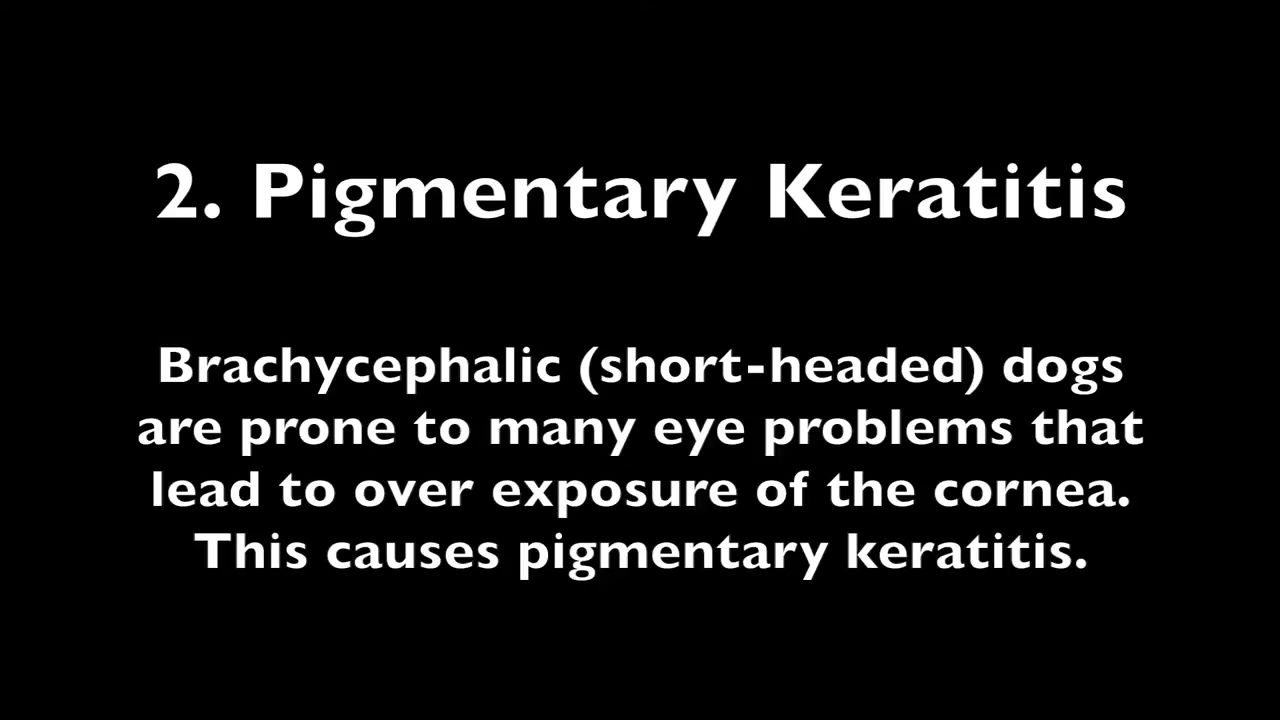 2. Pigmentary Keratitis
Brachycephalic (short-headed) dogs
are prone to many eye problems that
lead to over exposure of the cornea.
This causes pigmentary keratitis.